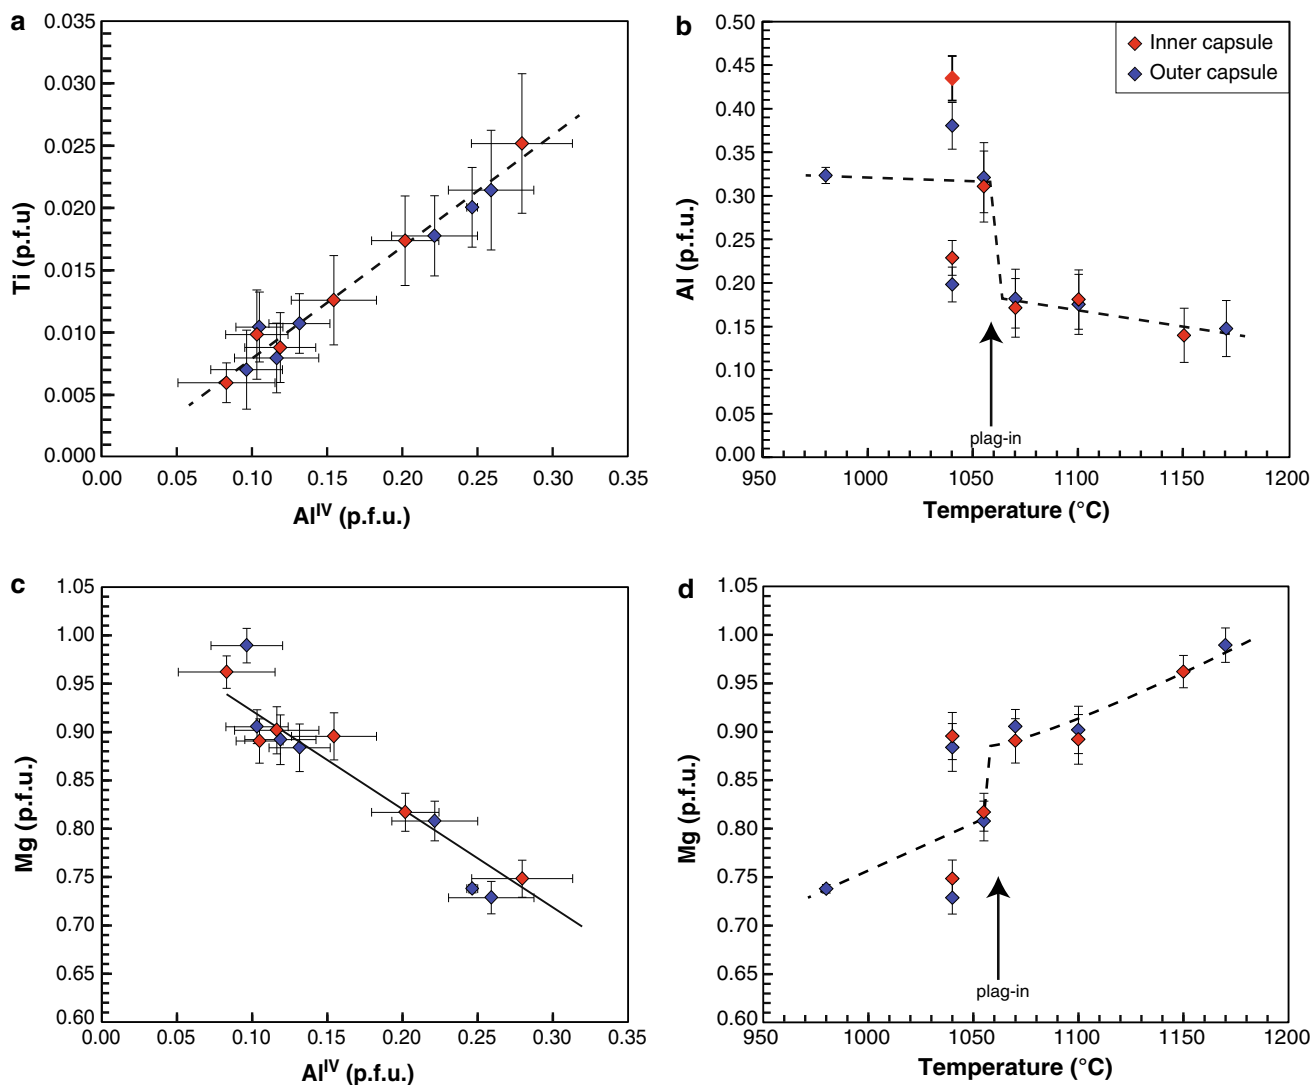 a
0.035
0.030
0.025
0.020
0.015
0.010
0.005
0.000
Ti (p.f.u)
0.00 0.05 0.10 0.15 0.20 0.25 0.30 0.35
Al^IV (p.f.u.)
b
0.50
0.45
0.40
0.35
0.30
0.25
0.20
0.15
0.10
0.05
0.00
Al (p.f.u.)
Inner capsule
Outer capsule
plag-in
950 1000 1050 1100 1150 1200
Temperature (°C)
c
1.05
1.00
0.95
0.90
0.85
0.80
0.75
0.70
0.65
0.60
Mg (p.f.u.)
0.00 0.05 0.10 0.15 0.20 0.25 0.30 0.35
Al^IV (p.f.u.)
d
1.05
1.00
0.95
0.90
0.85
0.80
0.75
0.70
0.65
0.60
Mg (p.f.u.)
plag-in
950 1000 1050 1100 1150 1200
Temperature (°C)